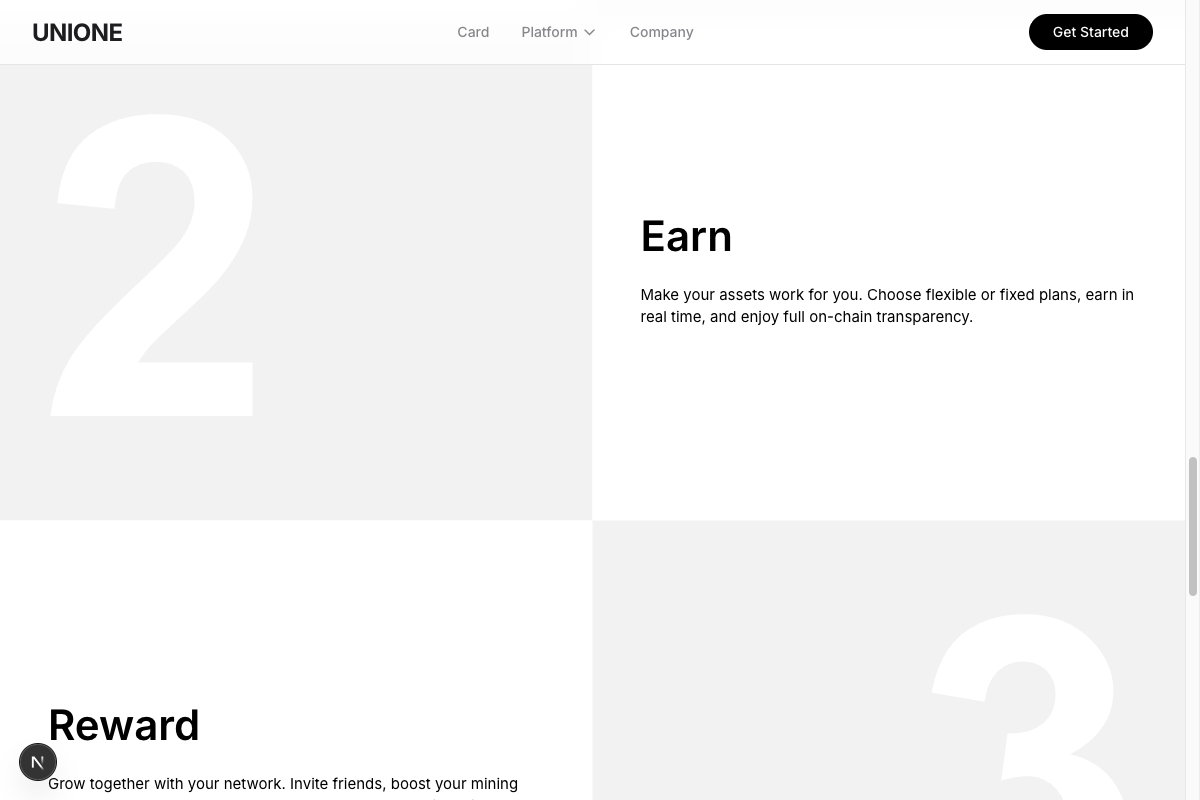 UNIONE
Card
Platform
Company
Get Started
2
Earn
Make your assets work for you. Choose flexible or fixed plans, earn in
real time, and enjoy full on-chain transparency.
3
Reward
N
Grow together with your network. Invite friends, boost your mining